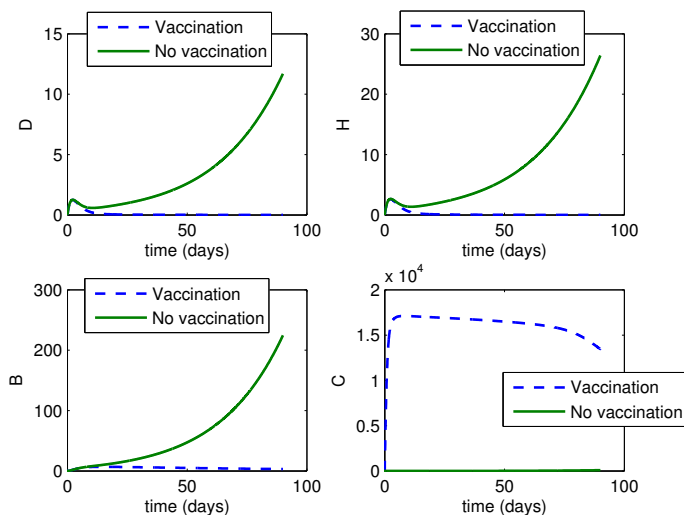 Vaccination
No vaccination
15
10
5
0
D
0
50
100
time (days)
Vaccination
No vaccination
30
20
10
0
H
0
50
100
time (days)
Vaccination
No vaccination
300
200
100
0
B
0
50
100
time (days)
x 10^4
2
1.5
1
0.5
0
C
Vaccination
No vaccination
0
50
100
time (days)